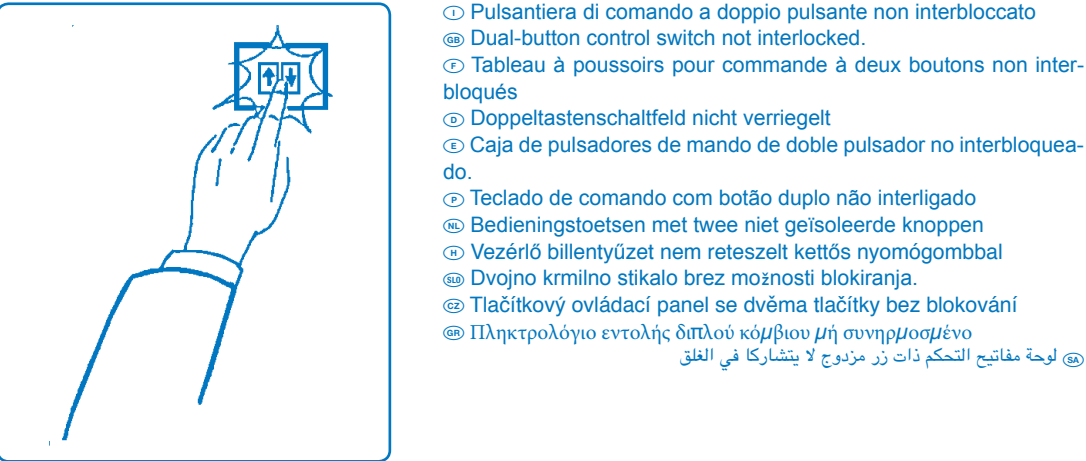 I Pulsantiera di comando a doppio pulsante non interbloccato
GB Dual-button control switch not interlocked.
F Tableau à poussoirs pour commande à deux boutons non inter-
bloqués
D Doppeltastenschaltfeld nicht verriegelt
E Caja de pulsadores de mando de doble pulsador no interbloquea-
do.
P Teclado de comando com botão duplo não interligado
NL Bedieningstoetsen met twee niet geïsoleerde knoppen
H Vezérlő billentyűzet nem reteszelt kettős nyomógombbal
SLO Dvojno krmilno stikalo brez možnosti blokiranja.
CZ Tlačítkový ovládací panel se dvěma tlačítky bez blokování
GR Πληκτρολόγιο εντολής διπλού κόμβιου μή συνηρμοσμένο
SA لوحة مفاتيح التحكم ذات زر مزدوج لا يتشاركا في الغلق